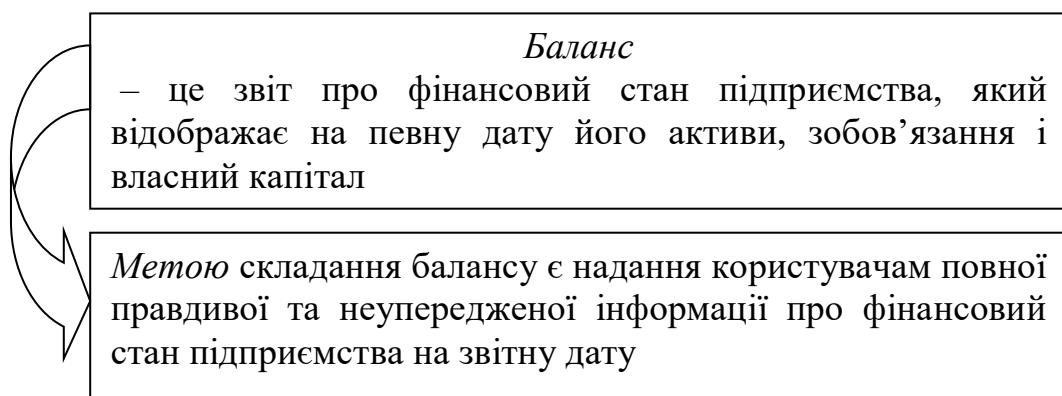 Баланс
– це звіт про фінансовий стан підприємства, який
відображає на певну дату його активи, зобов’язання і
власний капітал
Метою складання балансу є надання користувачам повної
правдивої та неупередженої інформації про фінансовий
стан підприємства на звітну дату